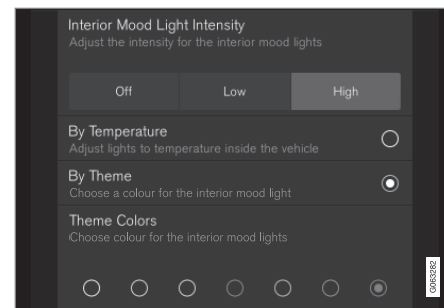 Interior Mood Light Intensity
Adjust the intensity for the interior mood lights
Off Low High
By Temperature
Adjust lights to temperature inside the vehicle
By Theme
Choose a colour for the interior mood light
Theme Colors
Choose colour for the interior mood lights
G063282